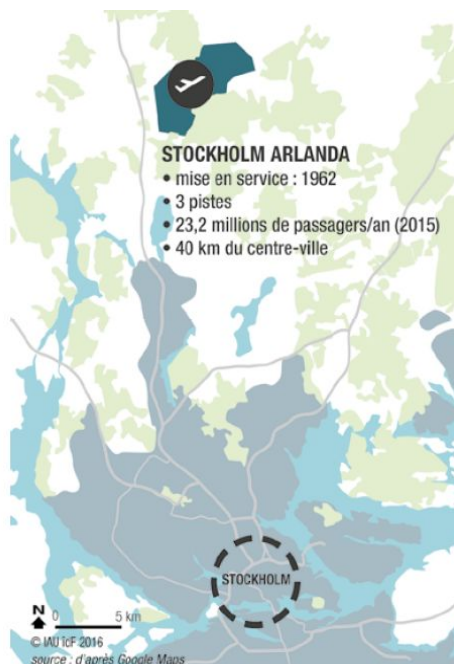 STOCKHOLM ARLANDA
• mise en service : 1962
• 3 pistes
• 23,2 millions de passagers/an (2015)
• 40 km du centre-ville
STOCKHOLM
N 0 5 km
© IAU îdF 2016
source : d'après Google Maps